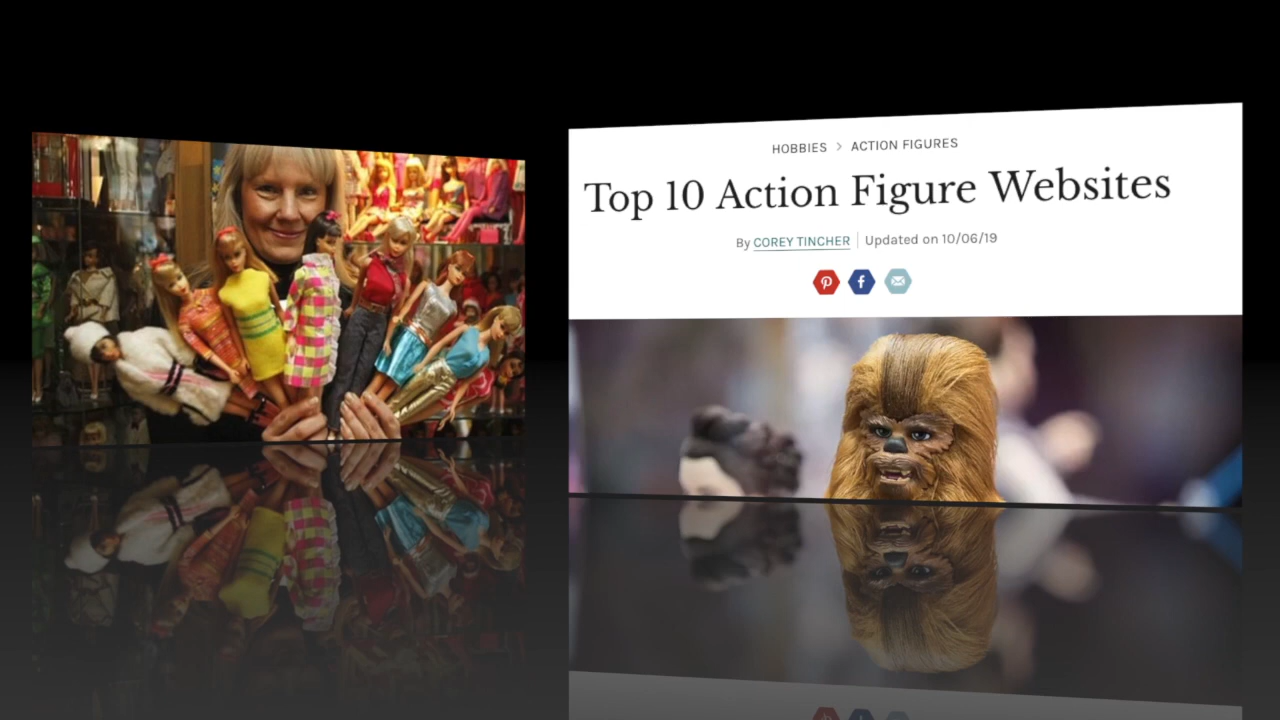 HOBBIES > ACTION FIGURES
Top 10 Action Figure Websites
By COREY TINCHER | Updated on 10/06/19